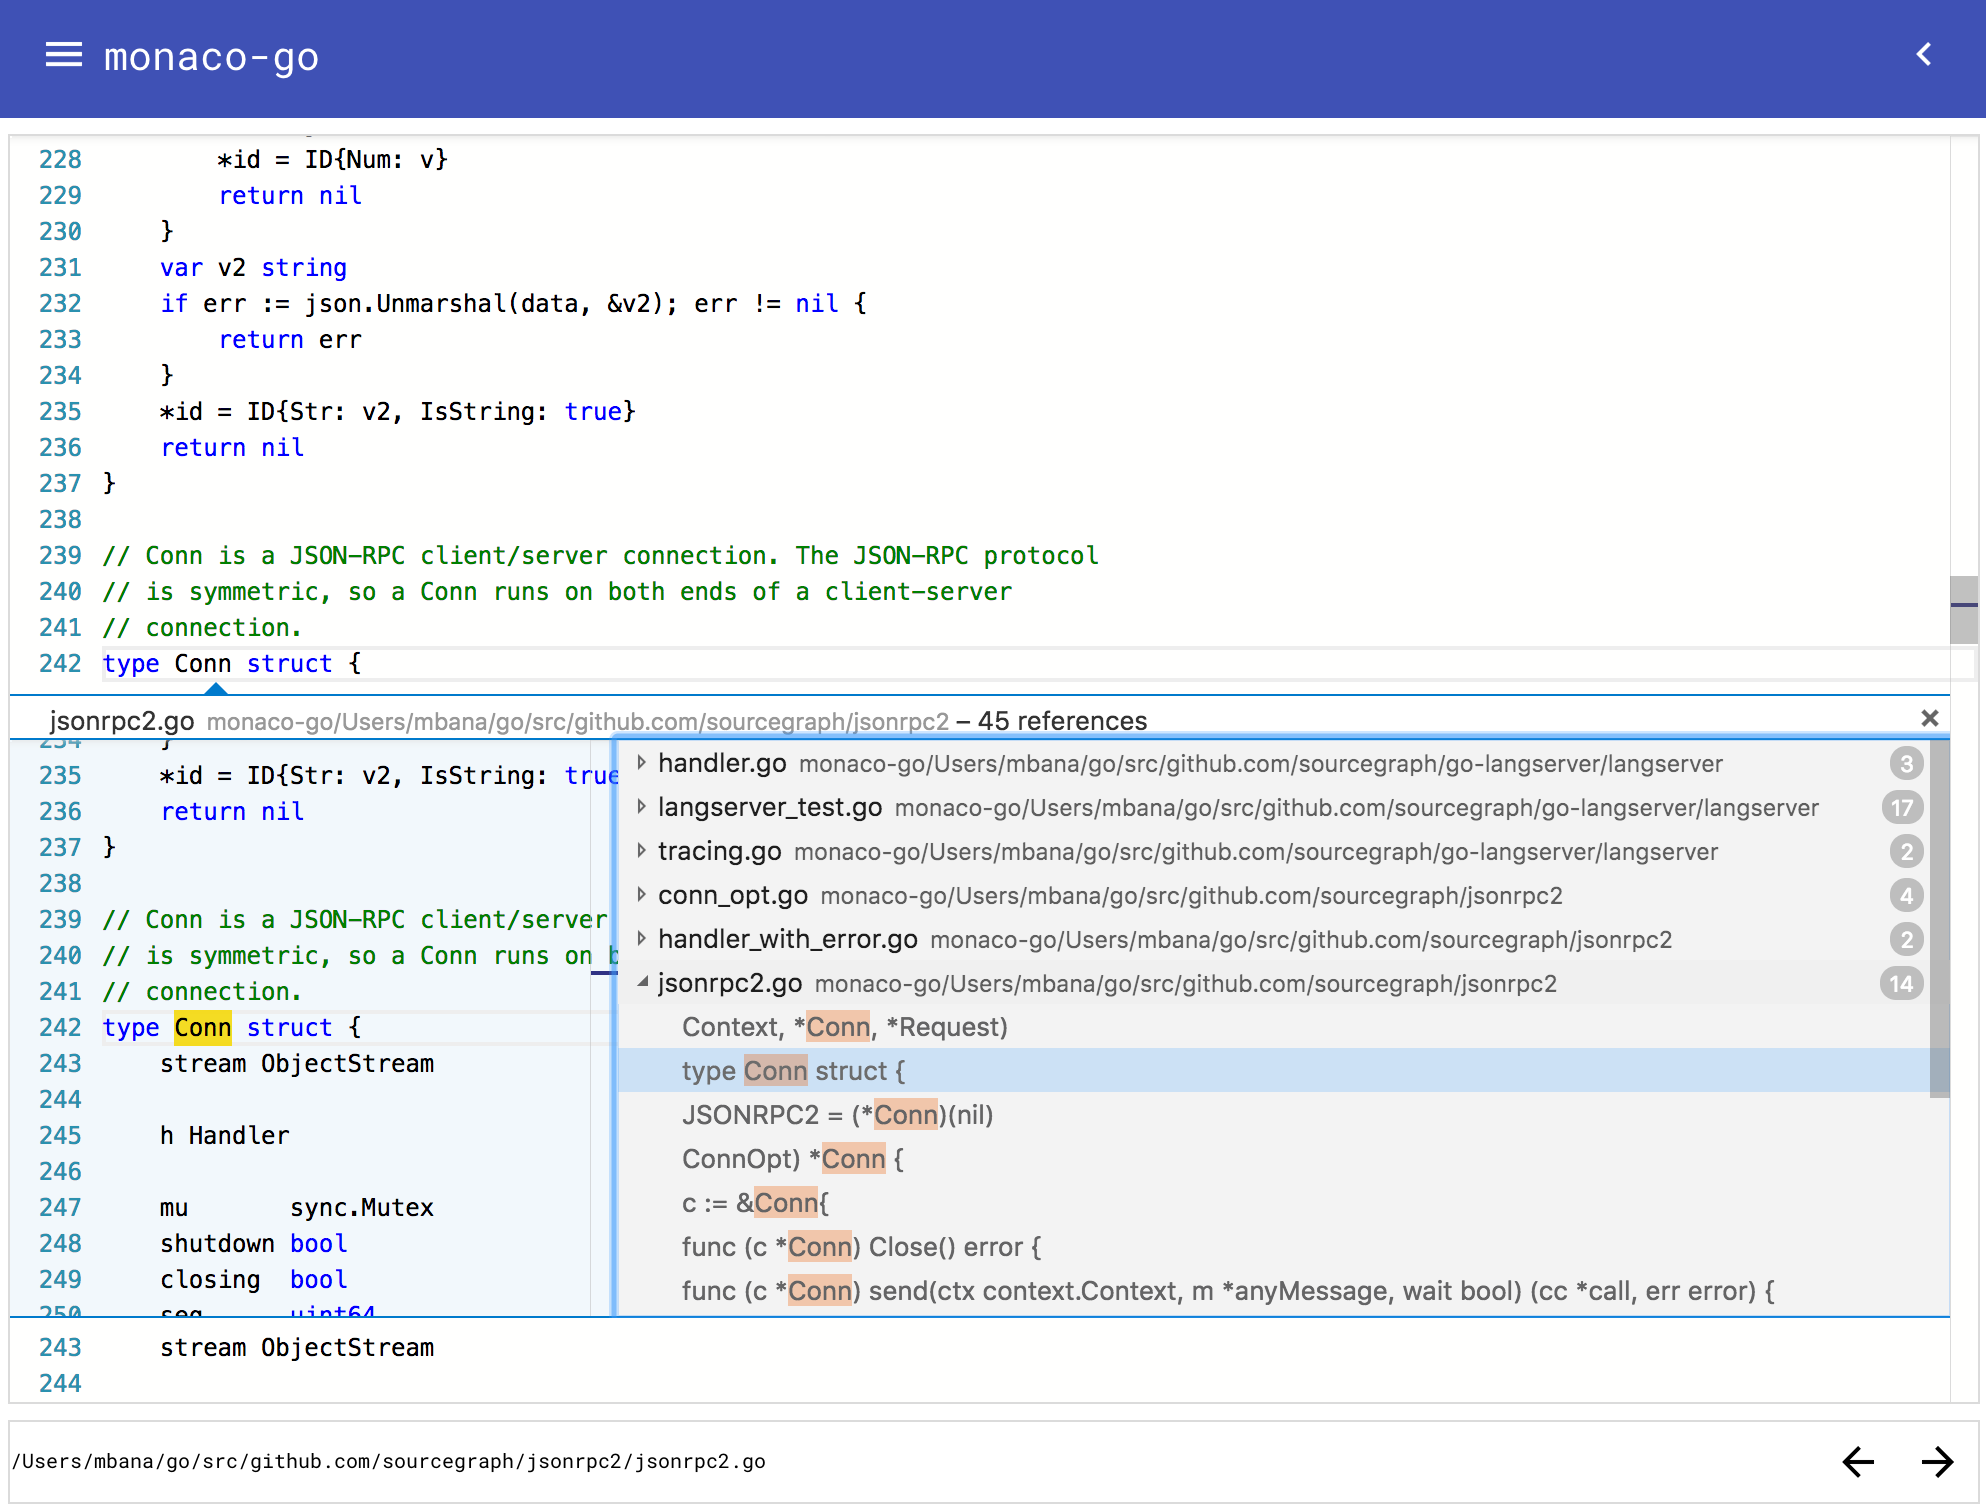 monaco-go
228 *id = ID{Num: v}
229 return nil
230 }
231 var v2 string
232 if err := json.Unmarshal(data, &v2); err != nil {
233 return err
234 }
235 *id = ID{Str: v2, IsString: true}
236 return nil
237 }
238
239 // Conn is a JSON-RPC client/server connection. The JSON-RPC protocol
240 // is symmetric, so a Conn runs on both ends of a client-server
241 // connection.
242 type Conn struct {
jsonrpc2.go monaco-go/Users/mbana/go/src/github.com/sourcegraph/jsonrpc2 – 45 references
234 }
235 *id = ID{Str: v2, IsString: true
236 return nil
237 }
238
239 // Conn is a JSON-RPC client/server
240 // is symmetric, so a Conn runs on b
241 // connection.
242 type Conn struct {
243 stream ObjectStream
244
245 h Handler
246
247 mu sync.Mutex
248 shutdown bool
249 closing bool
250 seq uint64
handler.go monaco-go/Users/mbana/go/src/github.com/sourcegraph/go-langserver/langserver 3
langserver_test.go monaco-go/Users/mbana/go/src/github.com/sourcegraph/go-langserver/langserver 17
tracing.go monaco-go/Users/mbana/go/src/github.com/sourcegraph/go-langserver/langserver 2
conn_opt.go monaco-go/Users/mbana/go/src/github.com/sourcegraph/jsonrpc2 4
handler_with_error.go monaco-go/Users/mbana/go/src/github.com/sourcegraph/jsonrpc2 2
jsonrpc2.go monaco-go/Users/mbana/go/src/github.com/sourcegraph/jsonrpc2 14
Context, *Conn, *Request)
type Conn struct {
JSONRPC2 = (*Conn)(nil)
ConnOpt) *Conn {
c := &Conn{
func (c *Conn) Close() error {
func (c *Conn) send(ctx context.Context, m *anyMessage, wait bool) (cc *call, err error) {
243 stream ObjectStream
244
/Users/mbana/go/src/github.com/sourcegraph/jsonrpc2/jsonrpc2.go